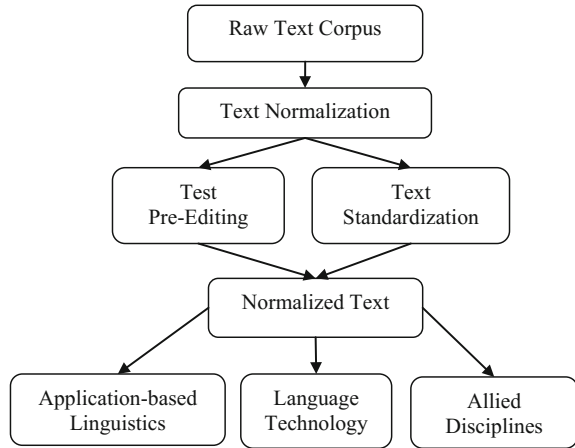 Raw Text Corpus
Text Normalization
Test
Pre-Editing
Text
Standardization
Normalized Text
Application-based
Linguistics
Language
Technology
Allied
Disciplines